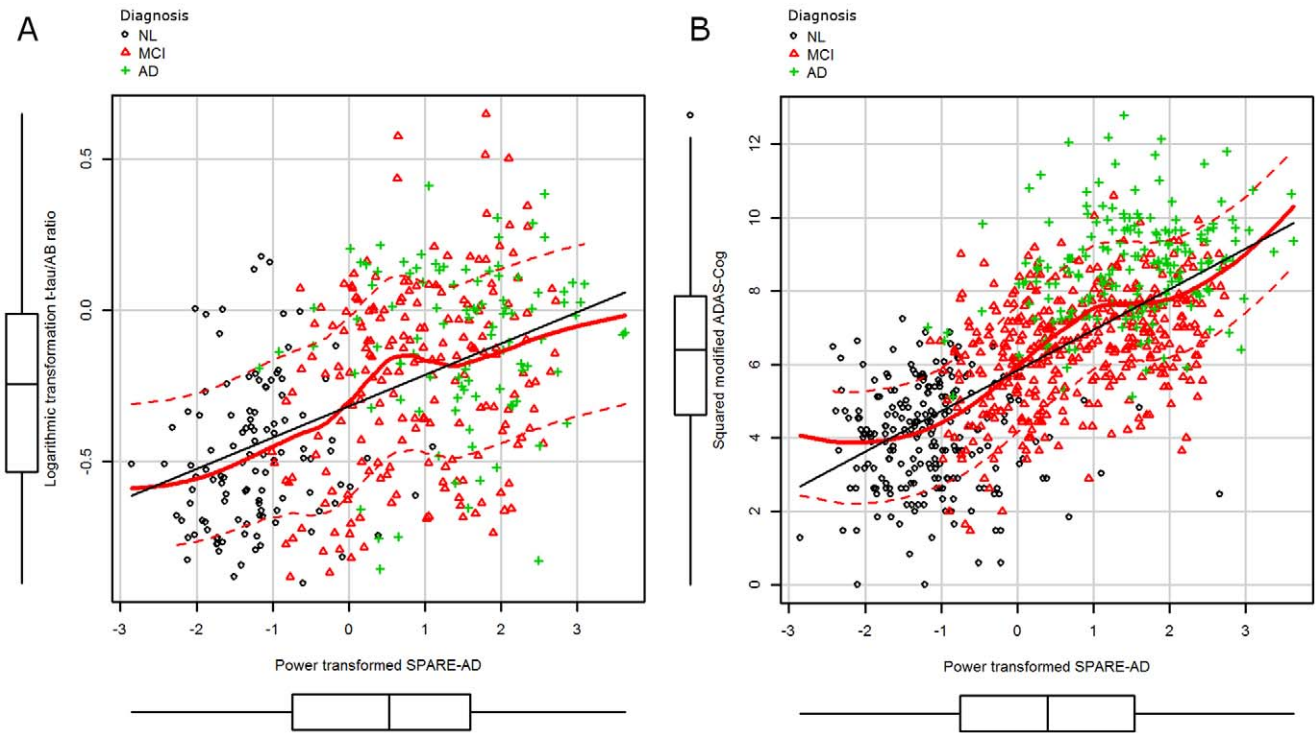 A
Diagnosis
NL
MCI
AD
Logarithmic transformation t-tau/AB ratio
0.5
0.0
-0.5
-3 -2 -1 0 1 2 3
Power transformed SPARE-AD
B
Diagnosis
NL
MCI
AD
Squared modified ADAS-Cog
12
10
8
6
4
2
0
-3 -2 -1 0 1 2 3
Power transformed SPARE-AD